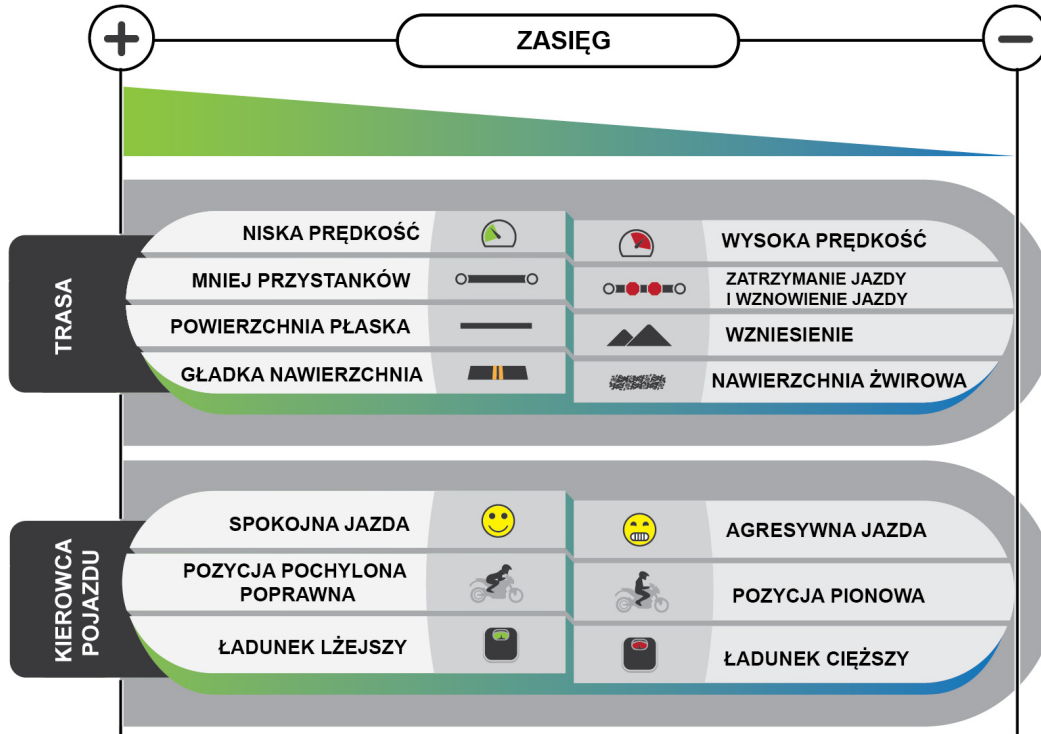 ZASIĘG
TRASA
NISKA PRĘDKOŚĆ
WYSOKA PRĘDKOŚĆ
MNIEJ PRZYSTANKÓW
ZATRZYMANIE JAZDY
I WZNOWIENIE JAZDY
POWIERZCHNIA PŁASKA
WZNIESIENIE
GŁADKA NAWIERZCHNIA
NAWIERZCHNIA ŻWIROWA
KIEROWCA
POJAZDU
SPOKOJNA JAZDA
AGRESYWNA JAZDA
POZYCJA POCHYLONA
POPRAWNA
POZYCJA PIONOWA
ŁADUNEK LŻEJSZY
ŁADUNEK CIĘŻSZY